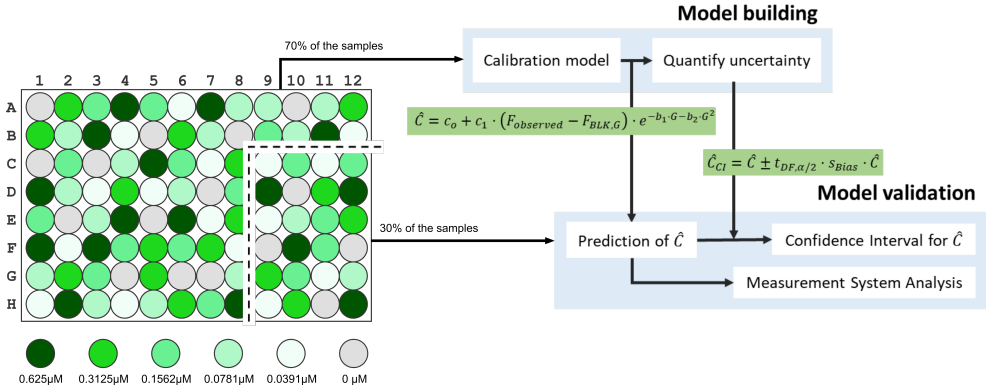 Model building
70% of the samples
Calibration model
Quantify uncertainty
1 2 3 4 5 6 7 8 9 10 11 12
A
B
C
D
E
F
G
H
Ĉ = c₀ + c₁ · (F_observed − F_BLK,G) · e^(−b₁·G−b₂·G²)
Ĉ_CI = Ĉ ± t_DF,α/2 · s_Bias · Ĉ
Model validation
30% of the samples
Prediction of Ĉ
Confidence Interval for Ĉ
Measurement System Analysis
0.625µM 0.3125µM 0.1562µM 0.0781µM 0.0391µM 0 µM